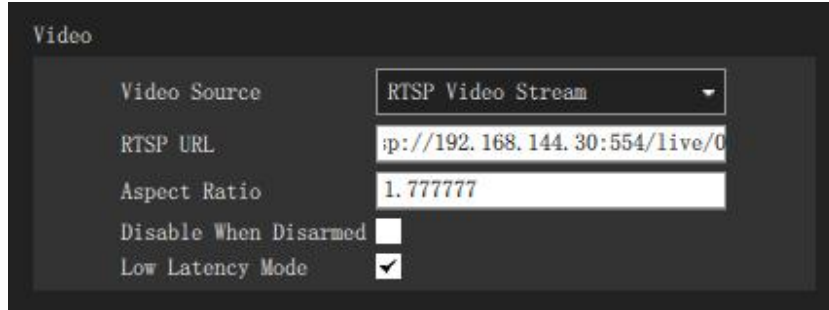 Video
Video Source RTSP Video Stream
RTSP URL p://192.168.144.30:554/live/0
Aspect Ratio 1.777777
Disable When Disarmed
Low Latency Mode